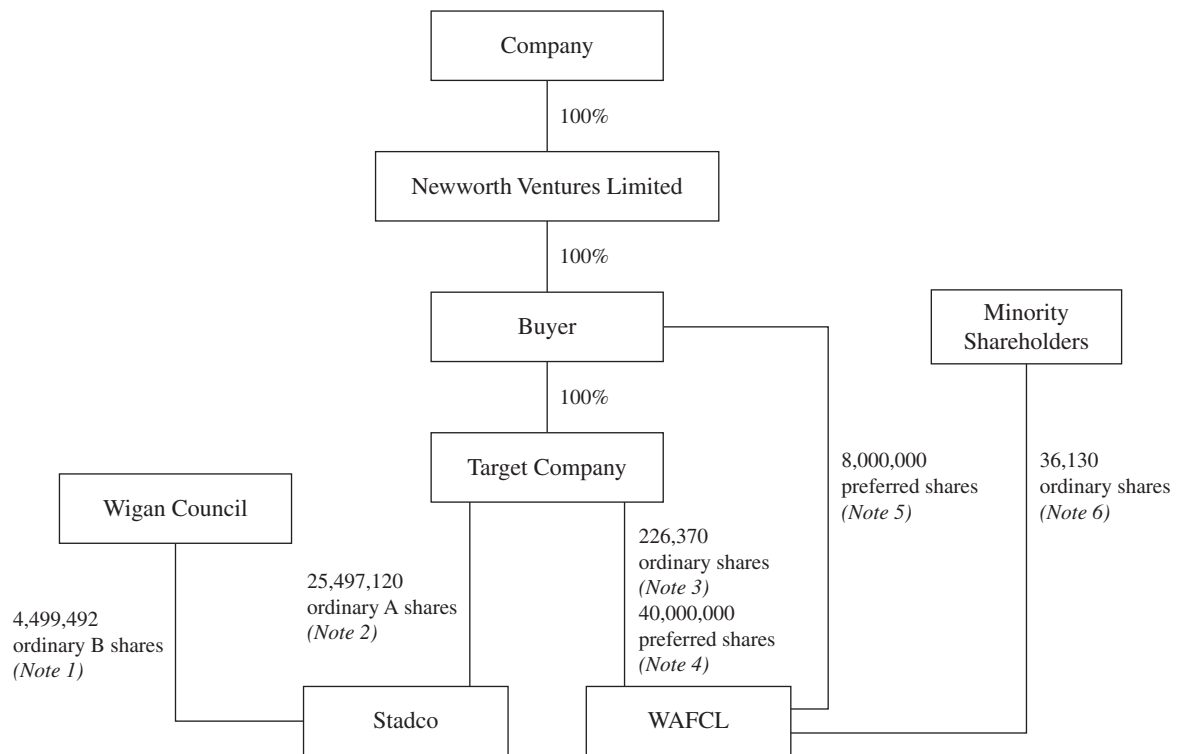 Company
100%
Newworth Ventures Limited
100%
Buyer
Minority
Shareholders
100%
Target Company
Wigan Council
8,000,000
preferred shares
(Note 5)
36,130
ordinary shares
(Note 6)
226,370
ordinary shares
(Note 3)
40,000,000
preferred shares
(Note 4)
25,497,120
ordinary A shares
(Note 2)
4,499,492
ordinary B shares
(Note 1)
Stadco
WAFCL